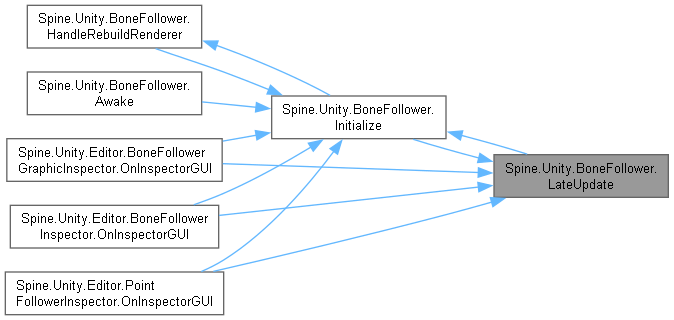 Spine.Unity.BoneFollower.
HandleRebuildRenderer
Spine.Unity.BoneFollower.
Awake
Spine.Unity.BoneFollower.
Initialize
Spine.Unity.Editor.BoneFollower
GraphicInspector.OnInspectorGUI
Spine.Unity.BoneFollower.
LateUpdate
Spine.Unity.Editor.BoneFollower
Inspector.OnInspectorGUI
Spine.Unity.Editor.Point
FollowerInspector.OnInspectorGUI